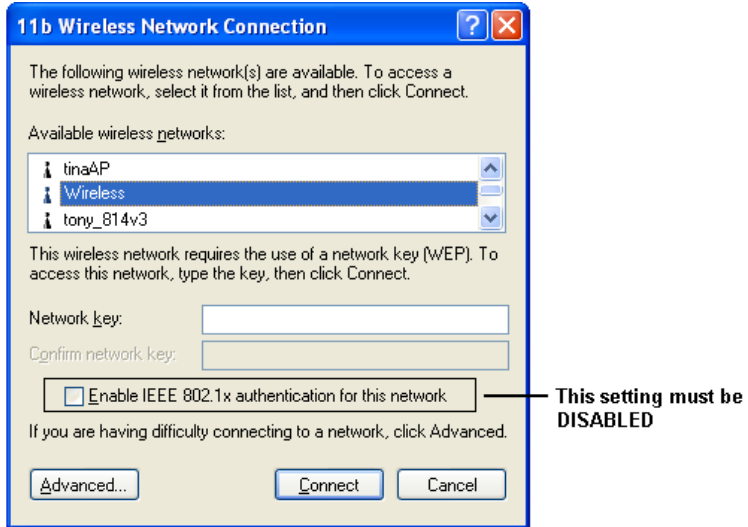 11b Wireless Network Connection
The following wireless network(s) are available. To access a
wireless network, select it from the list, and then click Connect.
Available wireless networks:
tinaAP
Wireless
tony_814v3
This wireless network requires the use of a network key (WEP). To
access this network, type the key, then click Connect.
Network key:
Confirm network key:
Enable IEEE 802.1x authentication for this network
This setting must be
DISABLED
If you are having difficulty connecting to a network, click Advanced.
Advanced...
Connect
Cancel